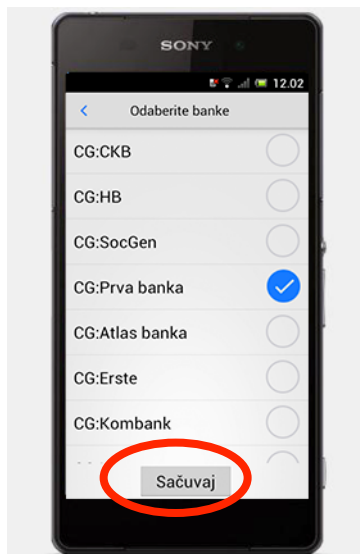 SONY
12.02
Odaberite banke
CG:CKB
CG:HB
CG:SocGen
CG:Prva banka
CG:Atlas banka
CG:Erste
CG:Kombank
Sačuvaj